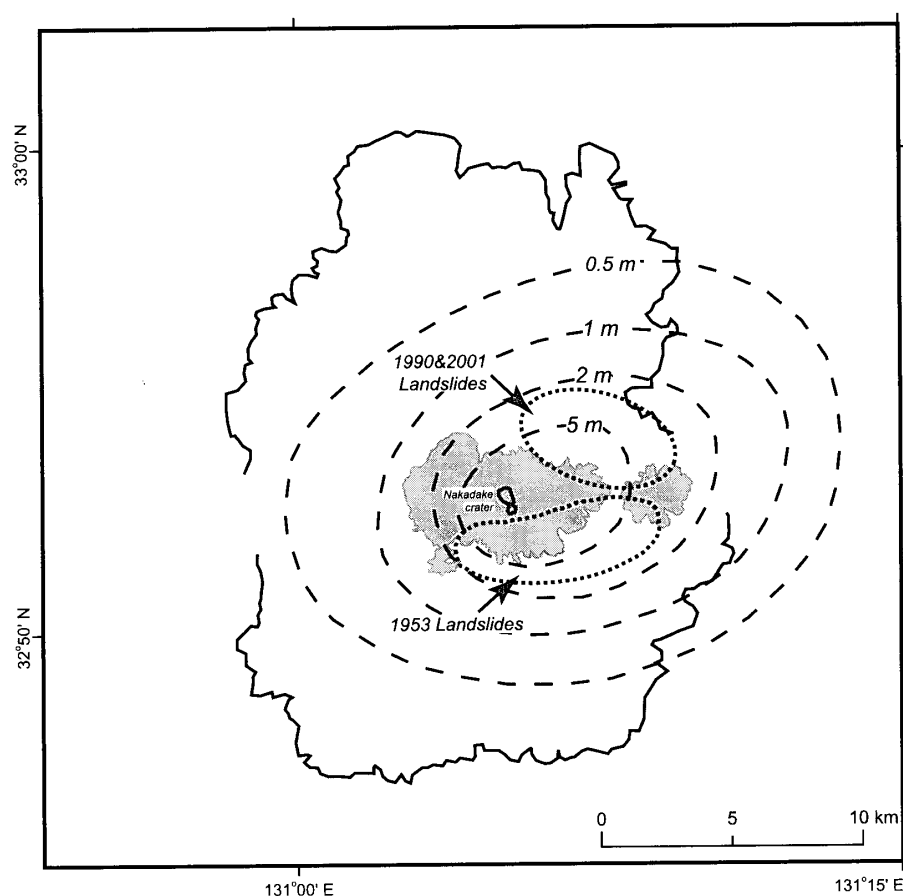 33°00' N
0.5 m
1 m
1990&2001
Landslides
2 m
5 m
Nakadake
crater
1953 Landslides
32°50' N
0
5
10 km
131°00' E
131°15' E